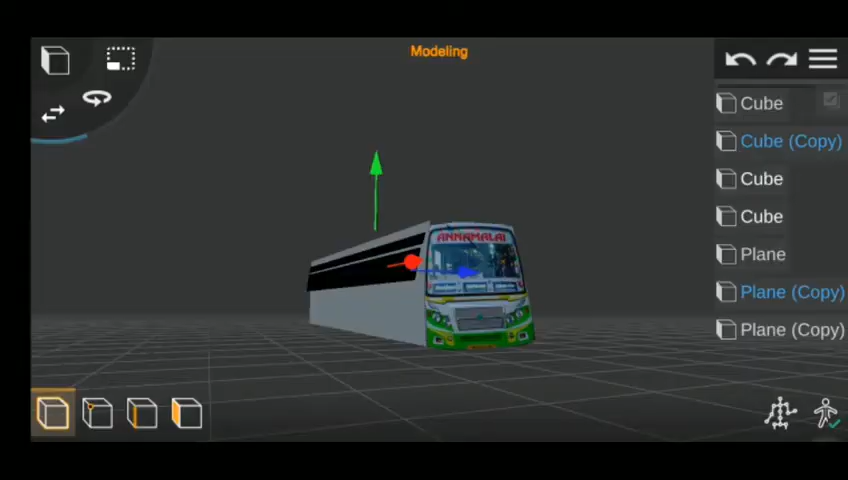 Modeling
Cube
Cube (Copy)
Cube
Cube
Plane
Plane (Copy)
Plane (Copy)
ANNAMALAI